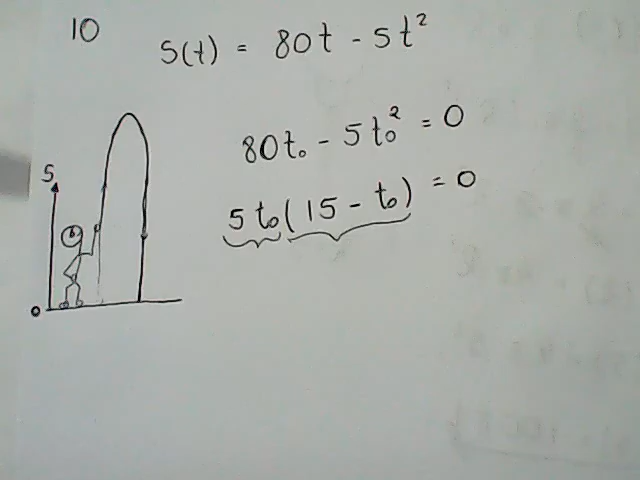 10
S(t) = 80t - 5t²
80t₀ - 5t₀² = 0
5t₀(15 - t₀) = 0
S
0